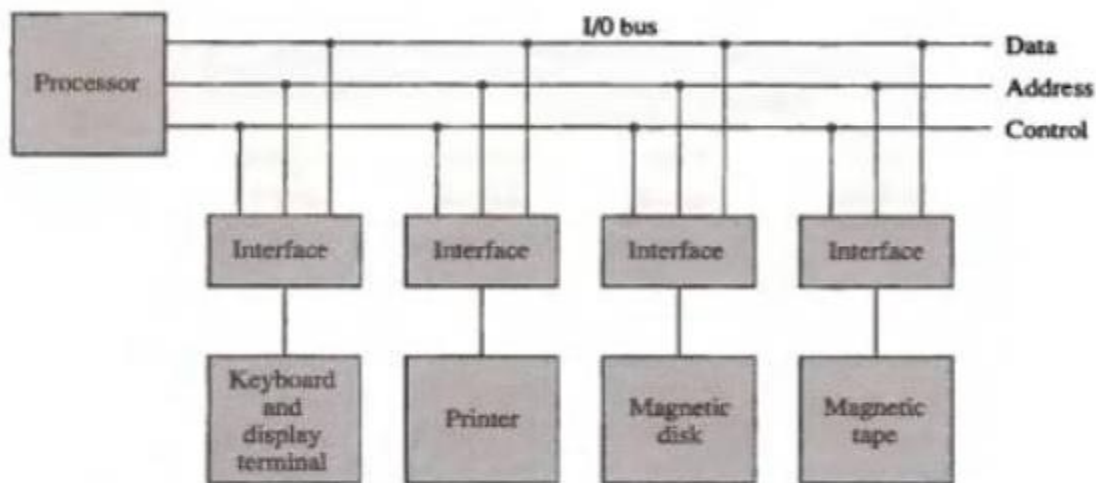 I/0 bus
Data
Processor
Address
Control
Interface
Interface
Interface
Interface
Keyboard
and
display
terminal
Printer
Magnetic
disk
Magnetic
tape